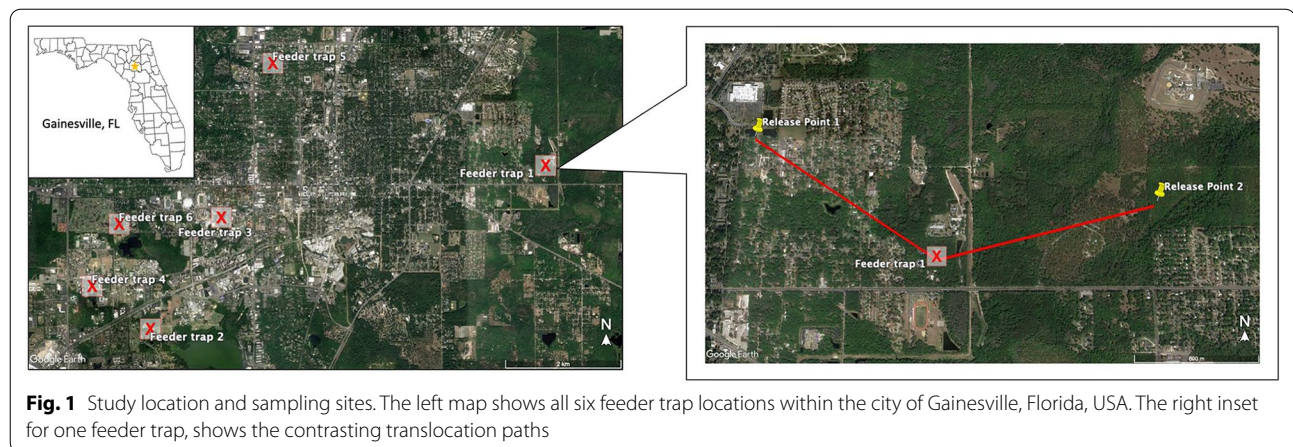 Gainesville, FL
Feeder trap 5
Feeder trap 1
Feeder trap 6
Feeder trap 3
Feeder trap 4
Feeder trap 2
N
Google Earth
2 km
Release Point 1
Release Point 2
Feeder trap 1
N
Google Earth
800 m
Fig. 1 Study location and sampling sites. The left map shows all six feeder trap locations within the city of Gainesville, Florida, USA. The right inset
for one feeder trap, shows the contrasting translocation paths